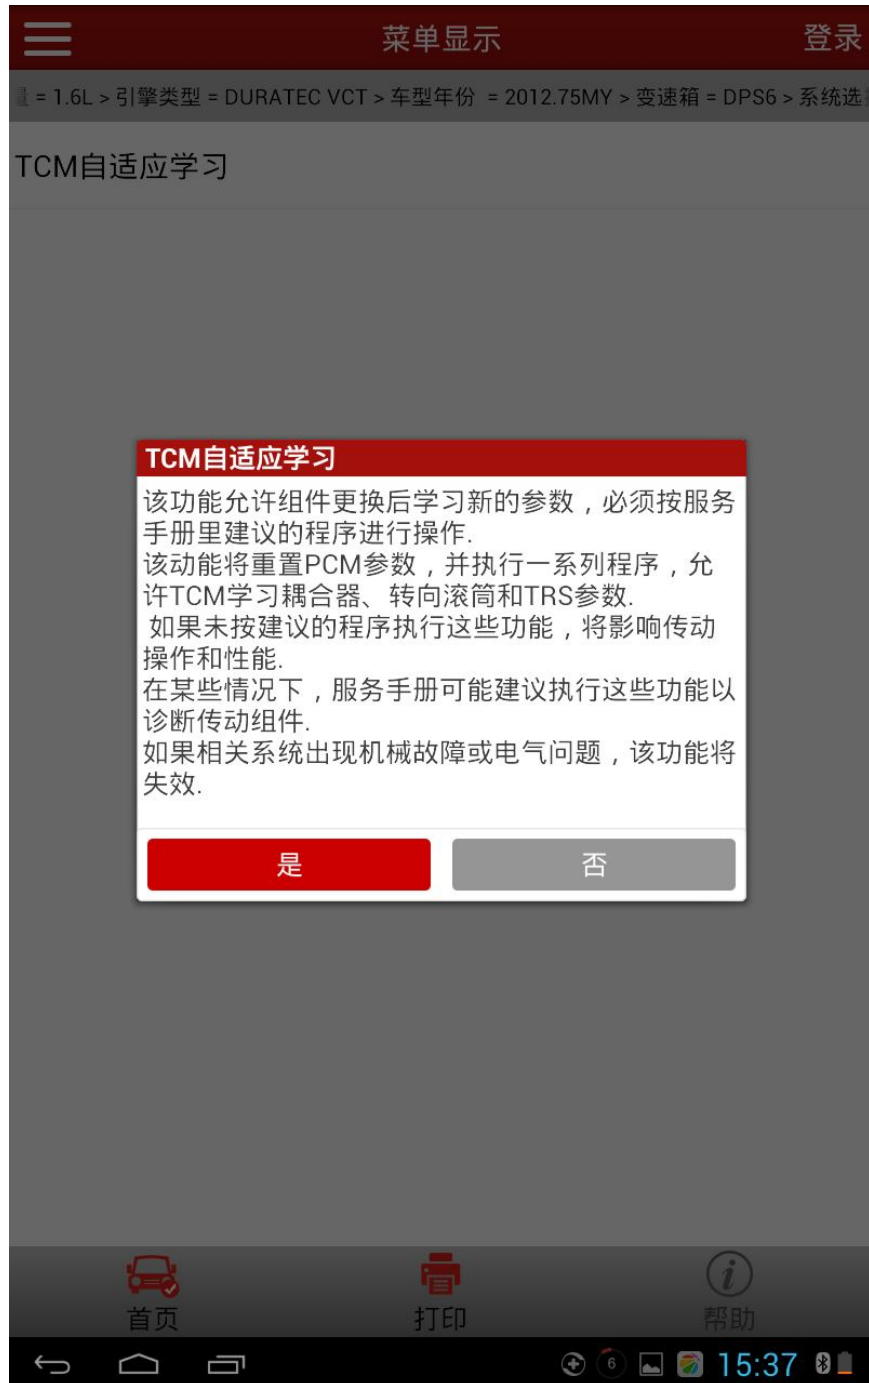 菜单显示
登录
= 1.6L > 引擎类型 = DURATEC VCT > 车型年份 = 2012.75MY > 变速箱 = DPS6 > 系统选
TCM自适应学习
TCM自适应学习
该功能允许组件更换后学习新的参数，必须按服务
手册里建议的程序进行操作.
该动能将重置PCM参数，并执行一系列程序，允
许TCM学习耦合器、转向滚筒和TRS参数.
如果未按建议的程序执行这些功能，将影响传动
操作和性能.
在某些情况下，服务手册可能建议执行这些功能以
诊断传动组件.
如果相关系统出现机械故障或电气问题，该功能将
失效.
是
否
首页
打印
帮助
6
15:37